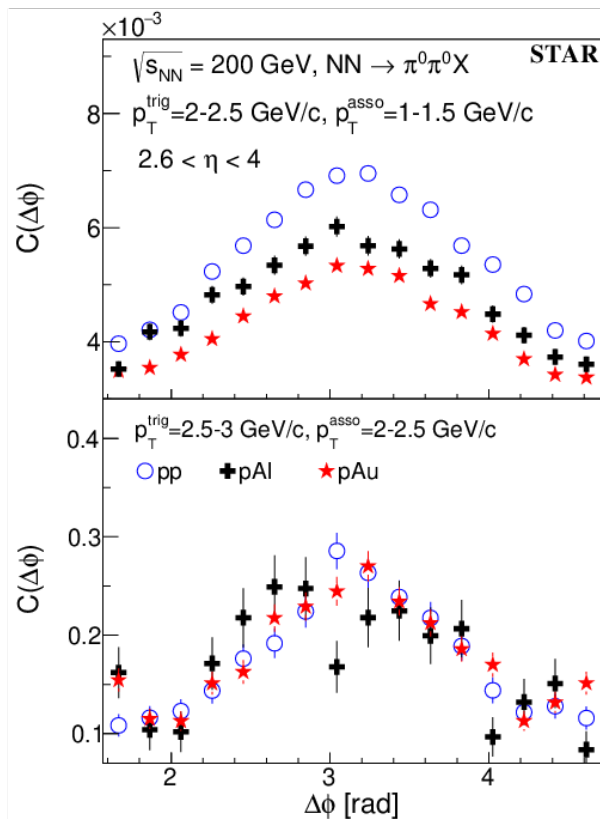 ×10⁻³
√s_NN = 200 GeV, NN → π⁰π⁰X
STAR
p_T^trig=2-2.5 GeV/c, p_T^asso=1-1.5 GeV/c
2.6 < η < 4
8
6
4
C(Δϕ)
p_T^trig=2.5-3 GeV/c, p_T^asso=2-2.5 GeV/c
pp pAl pAu
0.4
0.3
0.2
0.1
C(Δϕ)
2 3 4
Δϕ [rad]